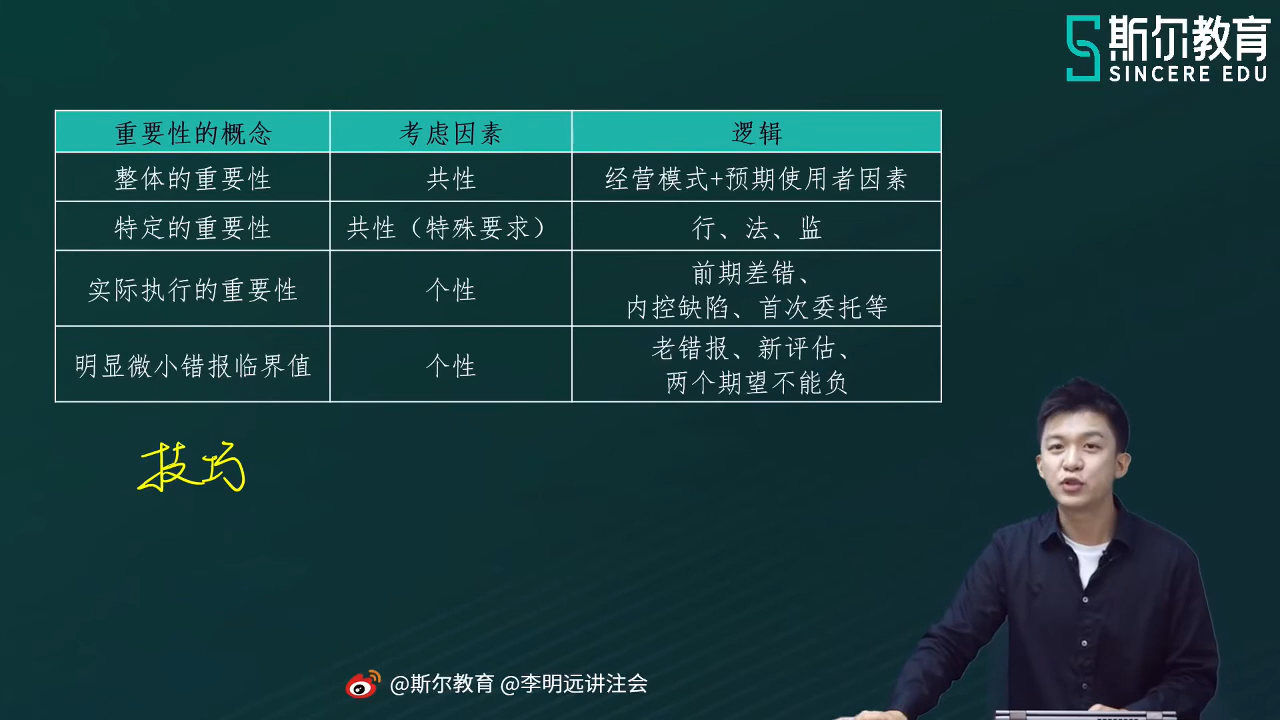 斯尔教育
SINCERE EDU
重要性的概念 考虑因素 逻辑
整体的重要性 共性 经营模式+预期使用者因素
特定的重要性 共性（特殊要求） 行、法、监
实际执行的重要性 个性 前期差错、
内控缺陷、首次委托等
明显微小错报临界值 个性 老错报、新评估、
两个期望不能负
技巧
@斯尔教育 @李明远讲注会